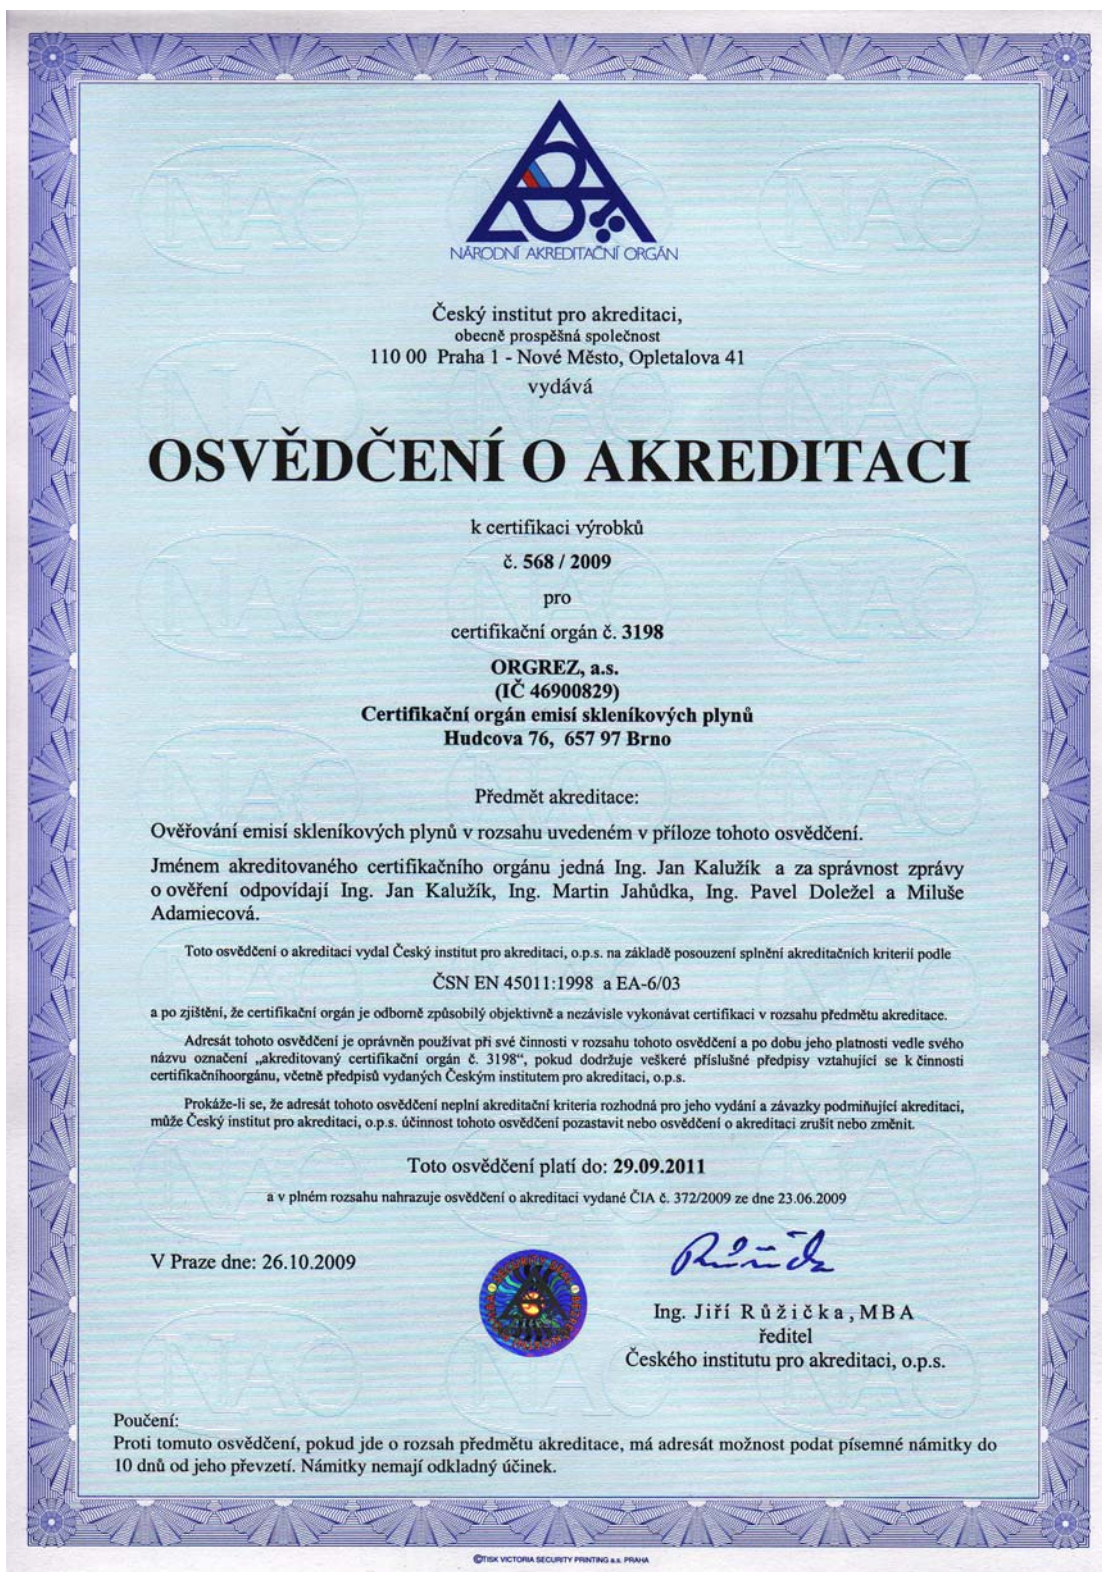 NÁRODNÍ AKREDITAČNÍ ORGÁN
Český institut pro akreditaci,
obecně prospěšná společnost
110 00 Praha 1 - Nové Město, Opletalova 41
vydává
OSVĚDČENÍ O AKREDITACI
k certifikaci výrobků
č. 568 / 2009
pro
certifikační orgán č. 3198
ORGREZ, a.s.
(IČ 46900829)
Certifikační orgán emisí skleníkových plynů
Hudcova 76, 657 97 Brno
Předmět akreditace:
Ověřování emisí skleníkových plynů v rozsahu uvedeném v příloze tohoto osvědčení.
Jménem akreditovaného certifikačního orgánu jedná Ing. Jan Kalužík a za správnost zprávy
o ověření odpovídají Ing. Jan Kalužík, Ing. Martin Jahůdka, Ing. Pavel Doležel a Miluše
Adamiecová.
Toto osvědčení o akreditaci vydal Český institut pro akreditaci, o.p.s. na základě posouzení splnění akreditačních kriterií podle
ČSN EN 45011:1998 a EA-6/03
a po zjištění, že certifikační orgán je odborně způsobilý objektivně a nezávisle vykonávat certifikaci v rozsahu předmětu akreditace.
Adresát tohoto osvědčení je oprávněn používat při své činnosti v rozsahu tohoto osvědčení a po dobu jeho platnosti vedle svého
názvu označení „akreditovaný certifikační orgán č. 3198“, pokud dodržuje veškeré příslušné předpisy vztahující se k činnosti
certifikačníhoorgánu, včetně předpisů vydaných Českým institutem pro akreditaci, o.p.s.
Prokáže-li se, že adresát tohoto osvědčení neplní akreditační kriteria rozhodná pro jeho vydání a závazky podmiňující akreditaci,
může Český institut pro akreditaci, o.p.s. účinnost tohoto osvědčení pozastavit nebo osvědčení o akreditaci zrušit nebo změnit.
Toto osvědčení platí do: 29.09.2011
a v plném rozsahu nahrazuje osvědčení o akreditaci vydané ČIA č. 372/2009 ze dne 23.06.2009
V Praze dne: 26.10.2009
Ing. Jiří Růžička, MBA
ředitel
Českého institutu pro akreditaci, o.p.s.
Poučení:
Proti tomuto osvědčení, pokud jde o rozsah předmětu akreditace, má adresát možnost podat písemné námitky do
10 dnů od jeho převzetí. Námitky nemají odkladný účinek.
©TISK VICTORIA SECURITY PRINTING a.s. PRAHA